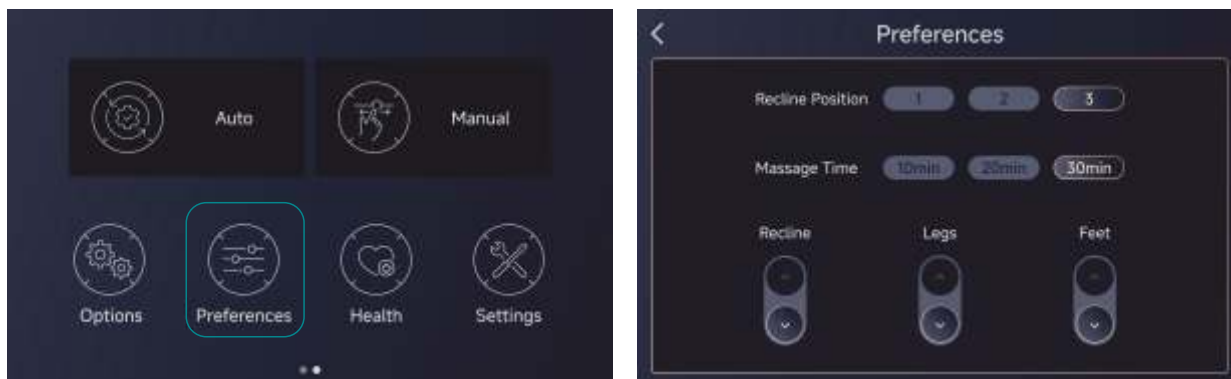 Auto
Manual
Options
Preferences
Health
Settings
Preferences
Recline Position 1 2 3
Massage Time 10min 20min 30min
Recline Legs Feet